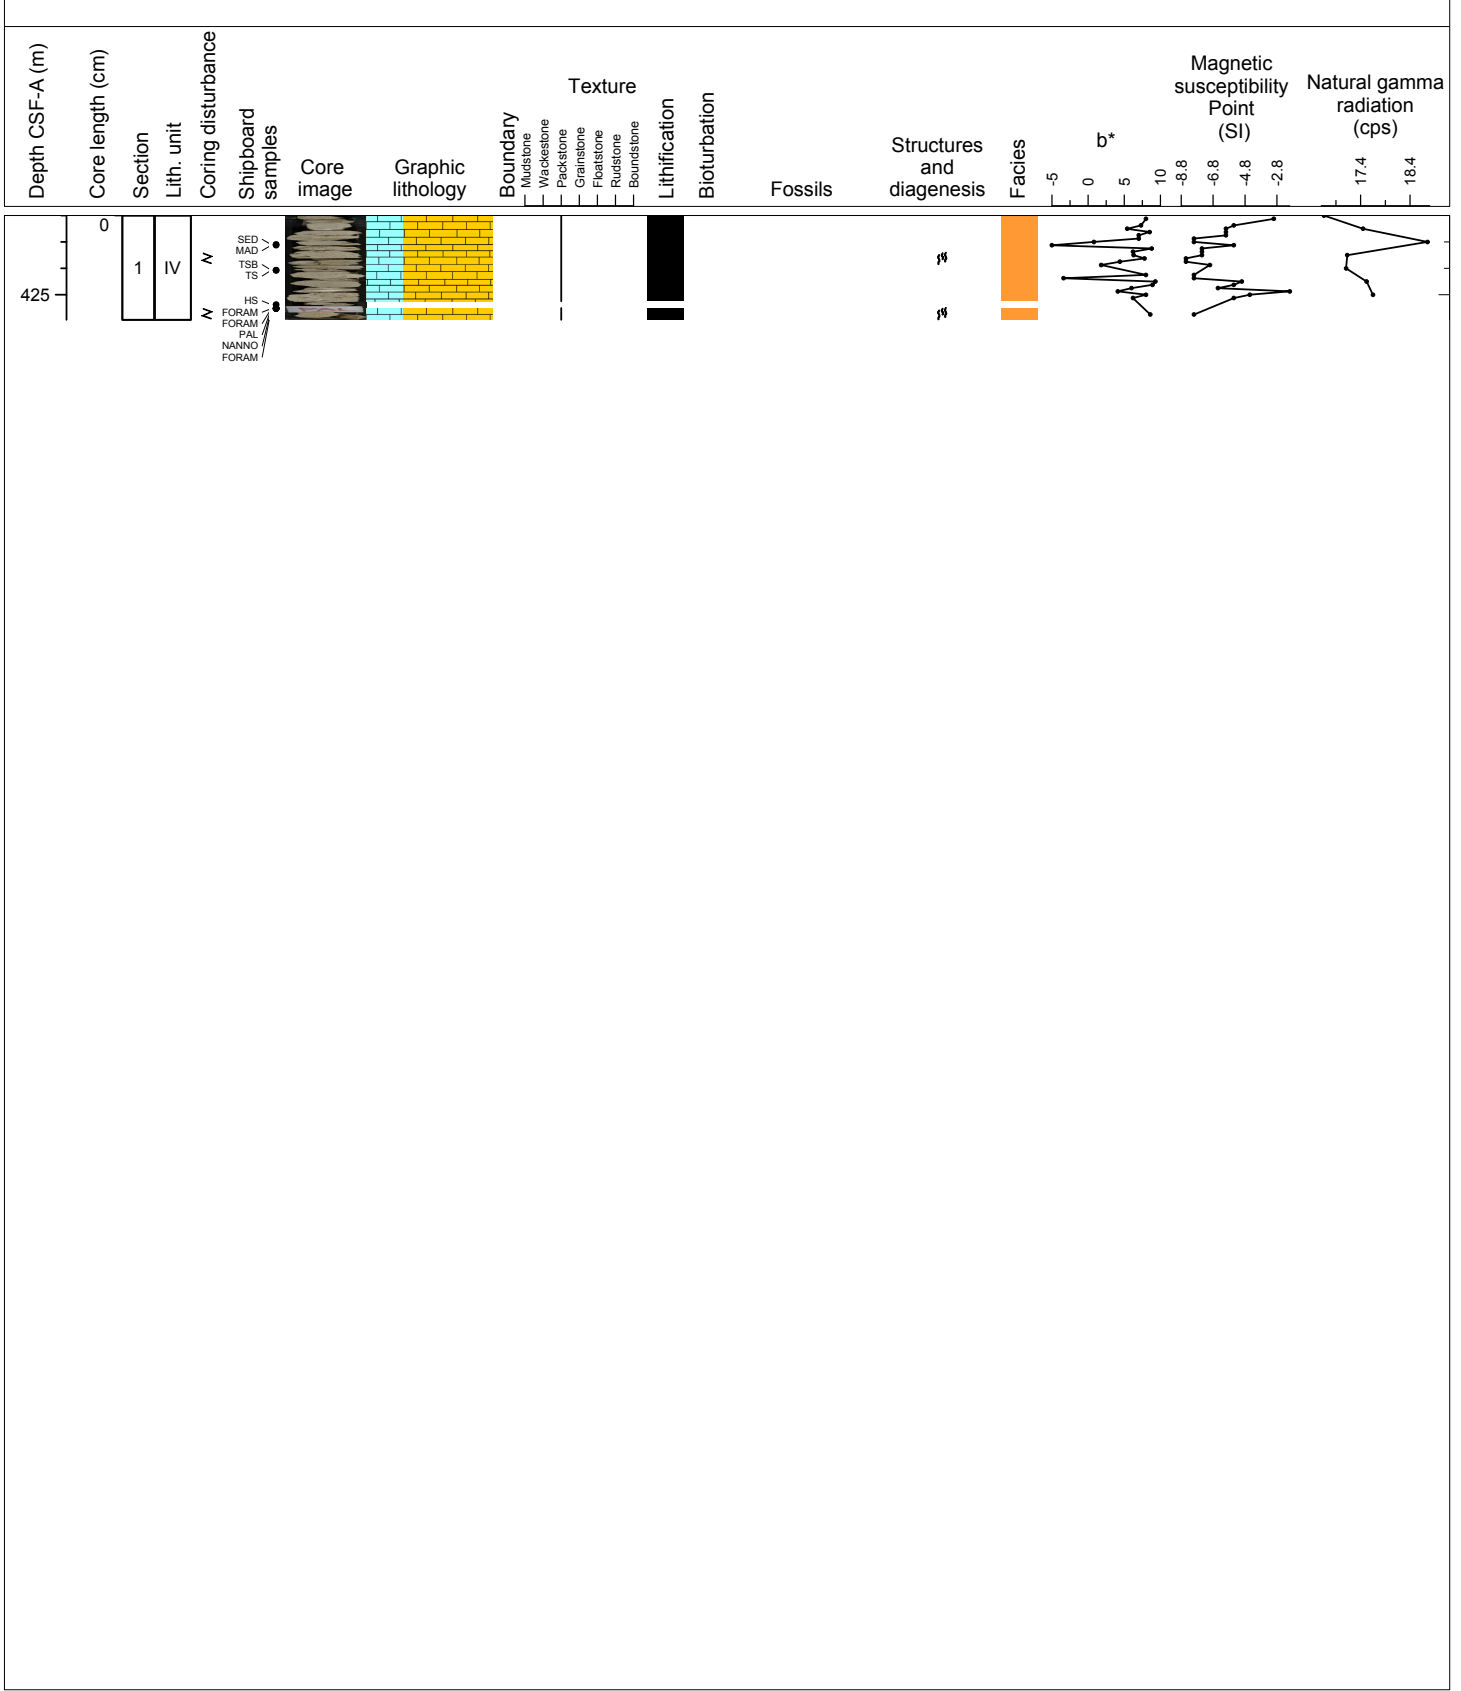 Depth CSF-A (m)
Core length (cm)
Section
Lith. unit
Coring disturbance
Shipboard
samples
Core
image
Graphic
lithology
Boundary
Texture
Mudstone
Wackestone
Packstone
Grainstone
Floatstone
Rudstone
Boundstone
Lithification
Bioturbation
Fossils
Structures
and
diagenesis
Facies
b*
-5
0
5
10
Magnetic
susceptibility
Point
(SI)
-8.8
-6.8
-4.8
-2.8
Natural gamma
radiation
(cps)
17.4
18.4
0
425
1
IV
SED
MAD
TSB
TS
HS
FORAM
FORAM
PAL
NANNO
FORAM